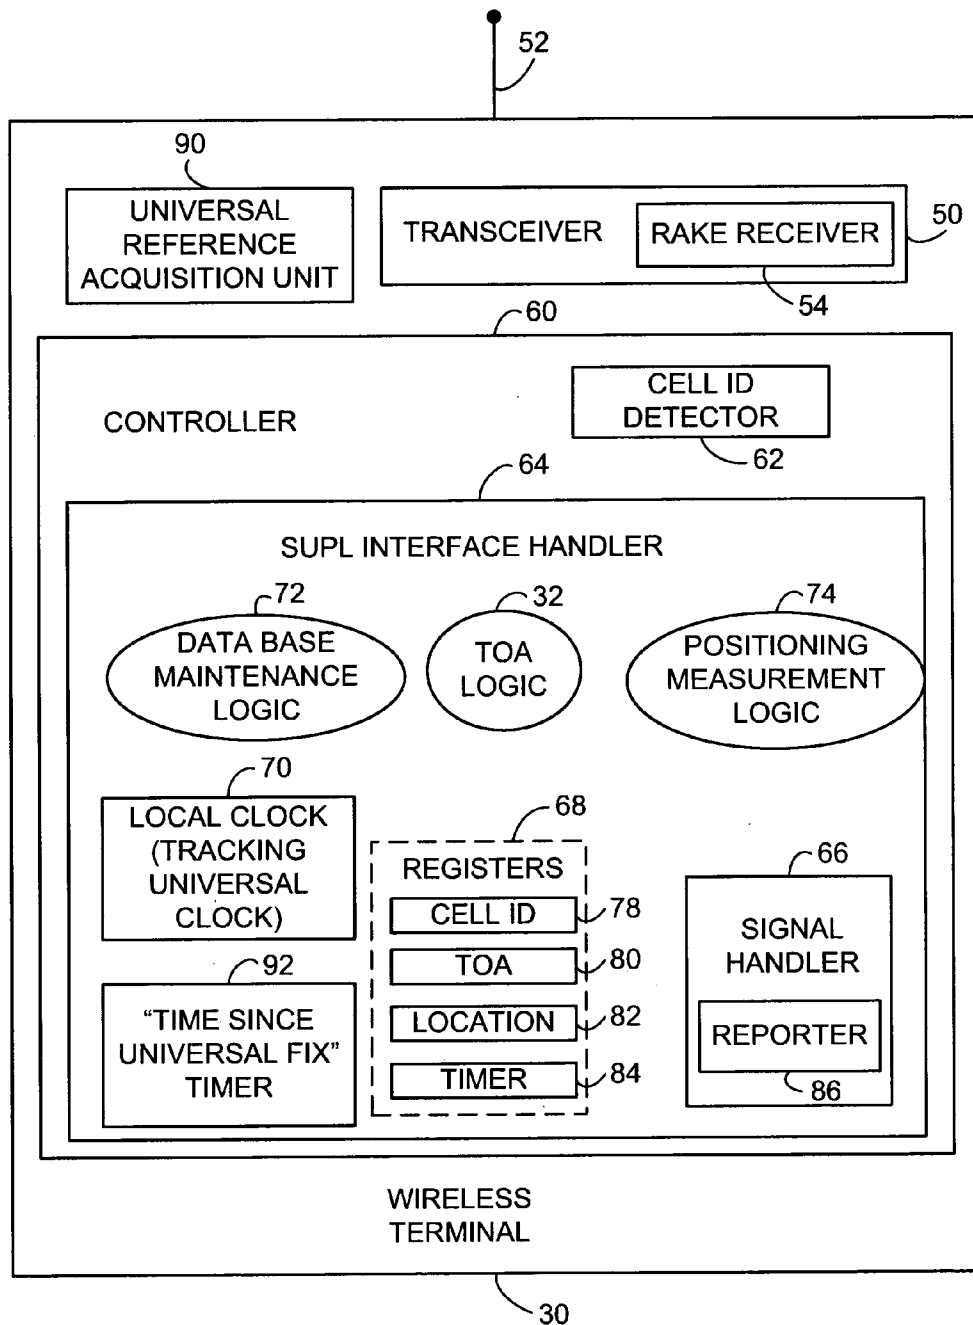 52
90
UNIVERSAL
REFERENCE
ACQUISITION UNIT
TRANSCEIVER
RAKE RECEIVER
50
54
60
CONTROLLER
CELL ID
DETECTOR
62
64
SUPL INTERFACE HANDLER
72
DATA BASE
MAINTENANCE
LOGIC
32
TOA
LOGIC
74
POSITIONING
MEASUREMENT
LOGIC
70
LOCAL CLOCK
(TRACKING
UNIVERSAL
CLOCK)
68
REGISTERS
CELL ID
78
TOA
80
LOCATION
82
TIMER
84
66
SIGNAL
HANDLER
REPORTER
86
92
“TIME SINCE
UNIVERSAL FIX”
TIMER
WIRELESS
TERMINAL
30